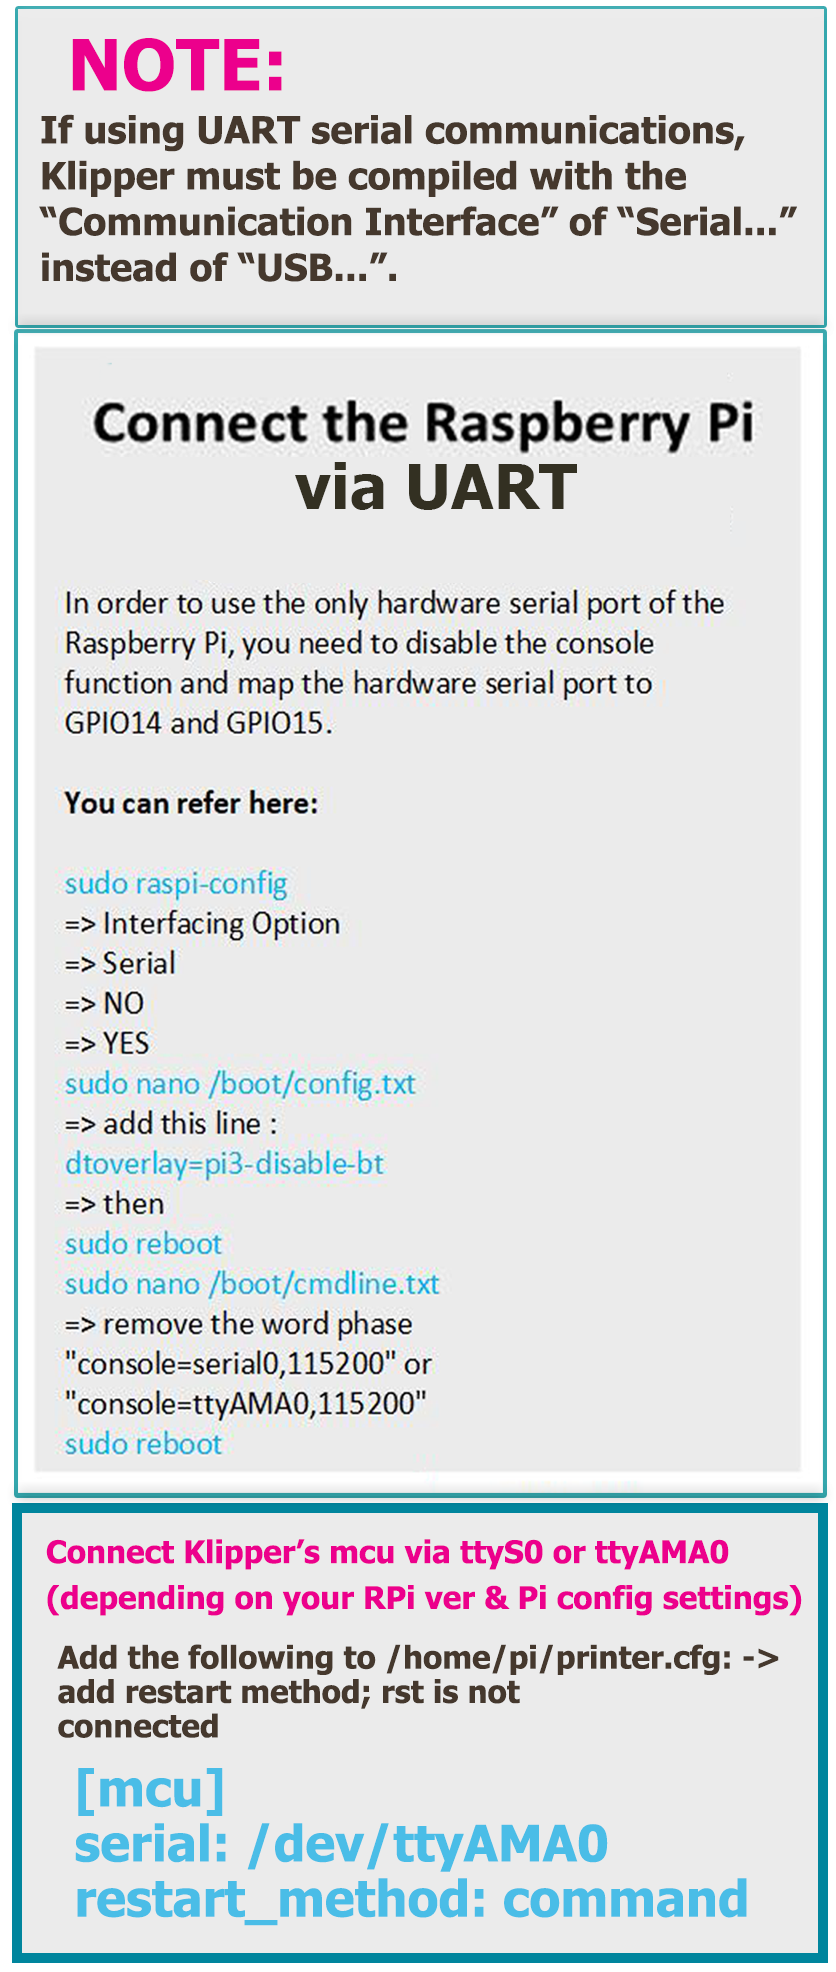 NOTE:
If using UART serial communications,
Klipper must be compiled with the
“Communication Interface” of “Serial...”
instead of “USB...”.
Connect the Raspberry Pi
via UART
In order to use the only hardware serial port of the
Raspberry Pi, you need to disable the console
function and map the hardware serial port to
GPIO14 and GPIO15.
You can refer here:
sudo raspi-config
=> Interfacing Option
=> Serial
=> NO
=> YES
sudo nano /boot/config.txt
=> add this line :
dtoverlay=pi3-disable-bt
=> then
sudo reboot
sudo nano /boot/cmdline.txt
=> remove the word phase
"console=serial0,115200" or
"console=ttyAMA0,115200"
sudo reboot
Connect Klipper’s mcu via ttyS0 or ttyAMA0
(depending on your RPi ver & Pi config settings)
Add the following to /home/pi/printer.cfg: ->
add restart method; rst is not
connected
[mcu]
serial: /dev/ttyAMA0
restart_method: command